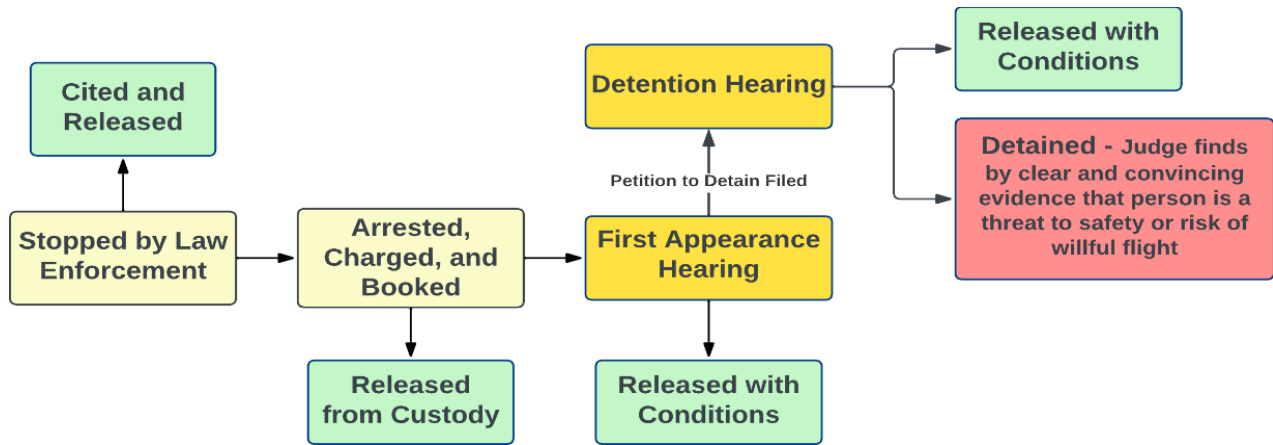 Cited and
Released
Stopped by Law
Enforcement
Arrested,
Charged, and
Booked
Released
from Custody
First Appearance
Hearing
Released with
Conditions
Petition to Detain Filed
Detention Hearing
Released with
Conditions
Detained - Judge finds
by clear and convincing
evidence that person is a
threat to safety or risk of
willful flight